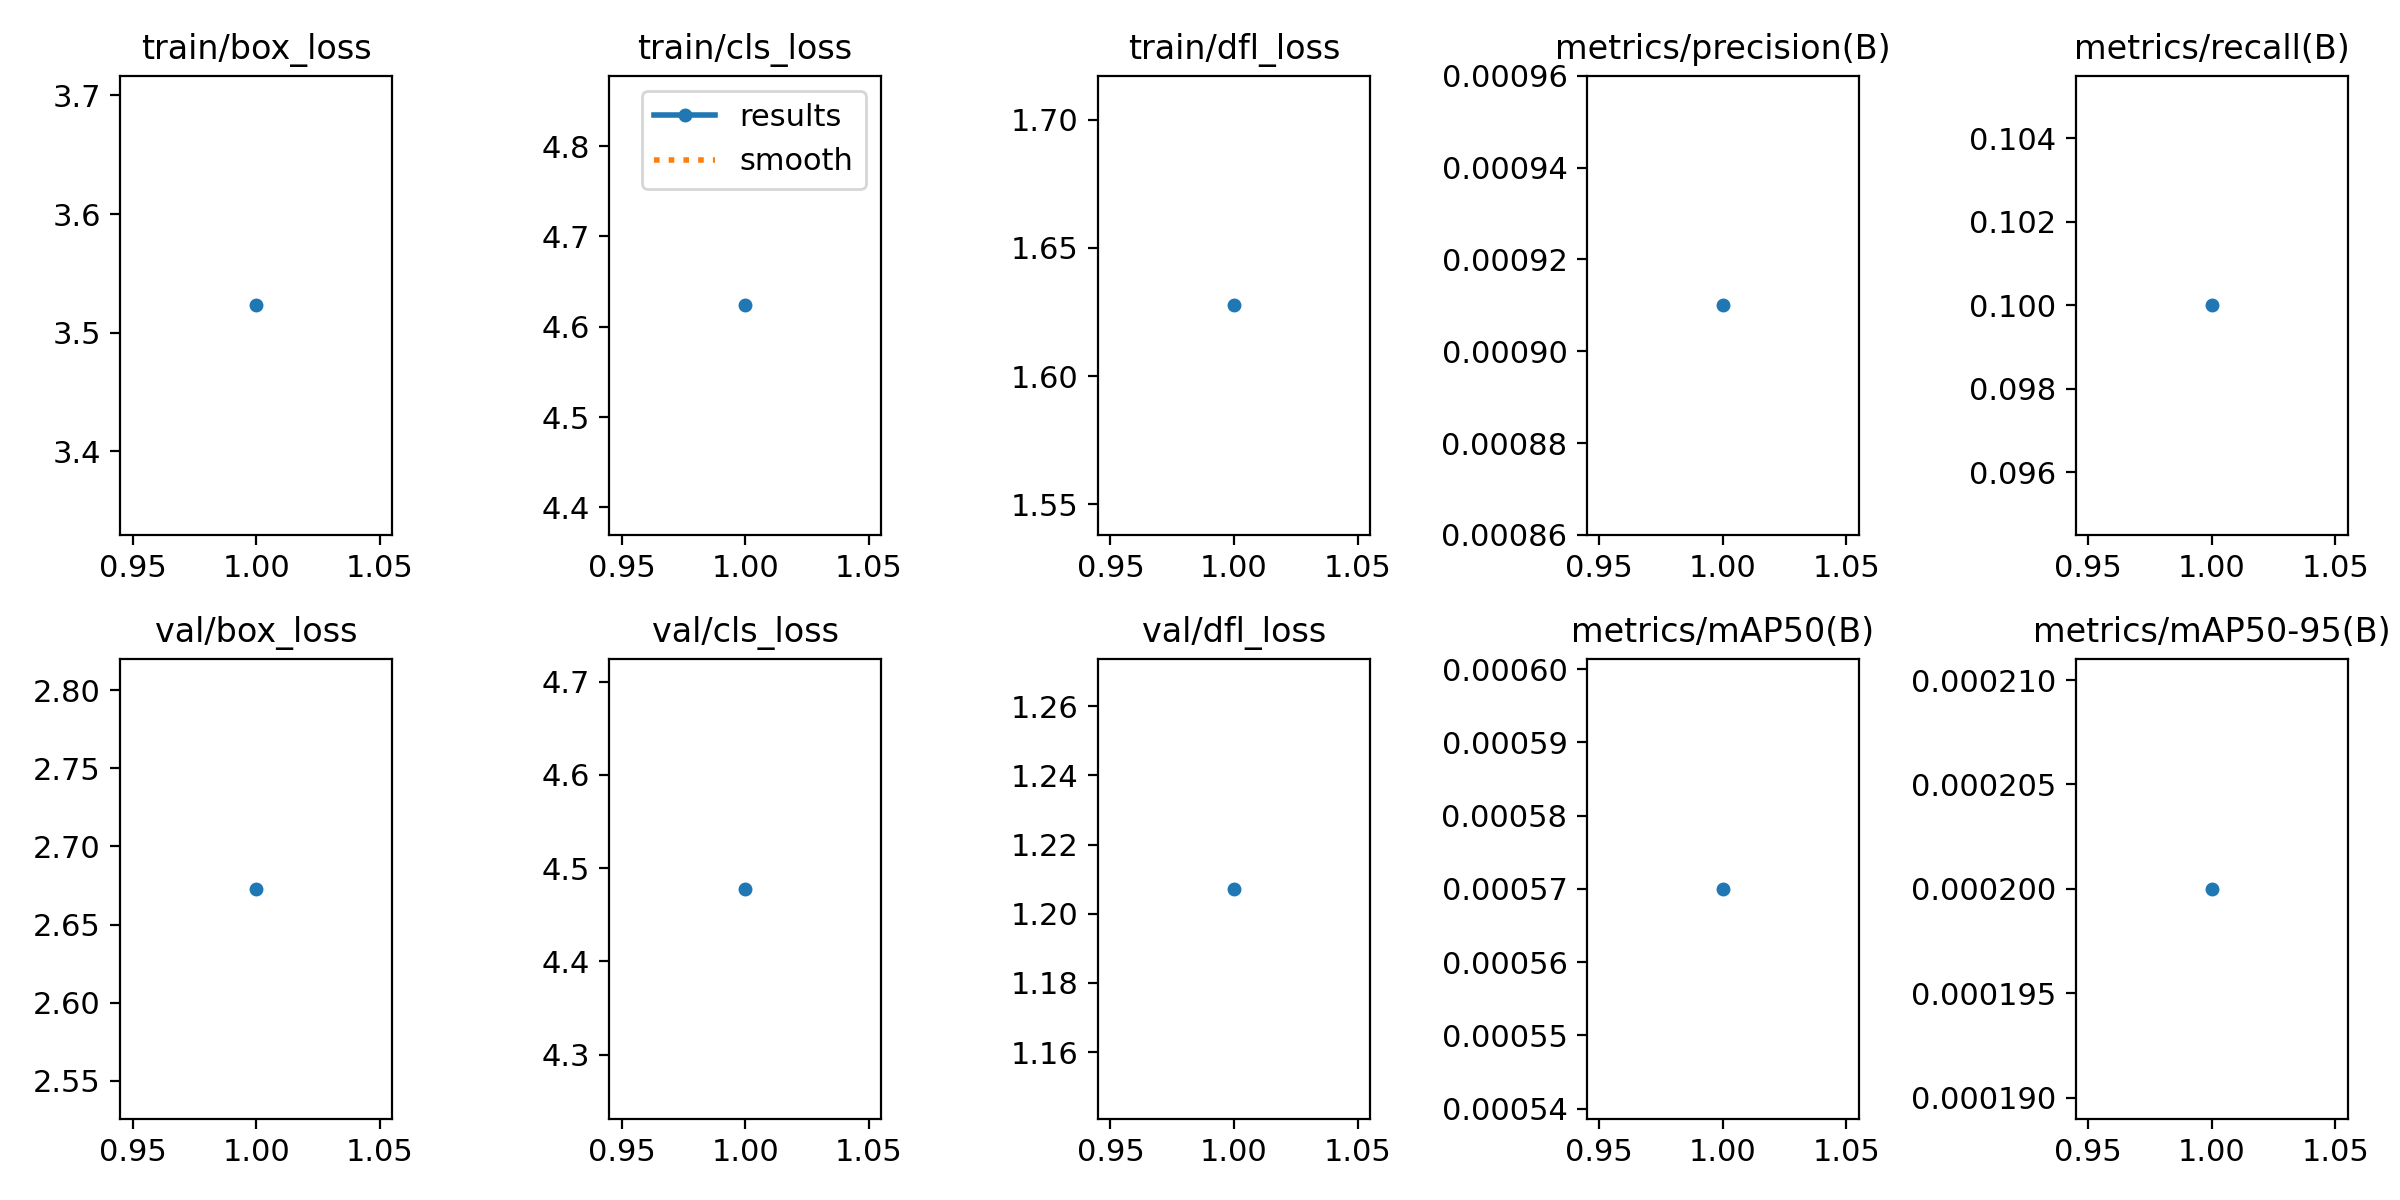 train/box_loss
3.7
3.6
3.5
3.4
0.95 1.00 1.05
train/cls_loss
results
smooth
4.8
4.7
4.6
4.5
4.4
0.95 1.00 1.05
train/dfl_loss
1.70
1.65
1.60
1.55
0.95 1.00 1.05
metrics/precision(B)
0.00096
0.00094
0.00092
0.00090
0.00088
0.00086
0.95 1.00 1.05
metrics/recall(B)
0.104
0.102
0.100
0.098
0.096
0.95 1.00 1.05
val/box_loss
2.80
2.75
2.70
2.65
2.60
2.55
0.95 1.00 1.05
val/cls_loss
4.7
4.6
4.5
4.4
4.3
0.95 1.00 1.05
val/dfl_loss
1.26
1.24
1.22
1.20
1.18
1.16
0.95 1.00 1.05
metrics/mAP50(B)
0.00060
0.00059
0.00058
0.00057
0.00056
0.00055
0.00054
0.95 1.00 1.05
metrics/mAP50-95(B)
0.000210
0.000205
0.000200
0.000195
0.000190
0.95 1.00 1.05